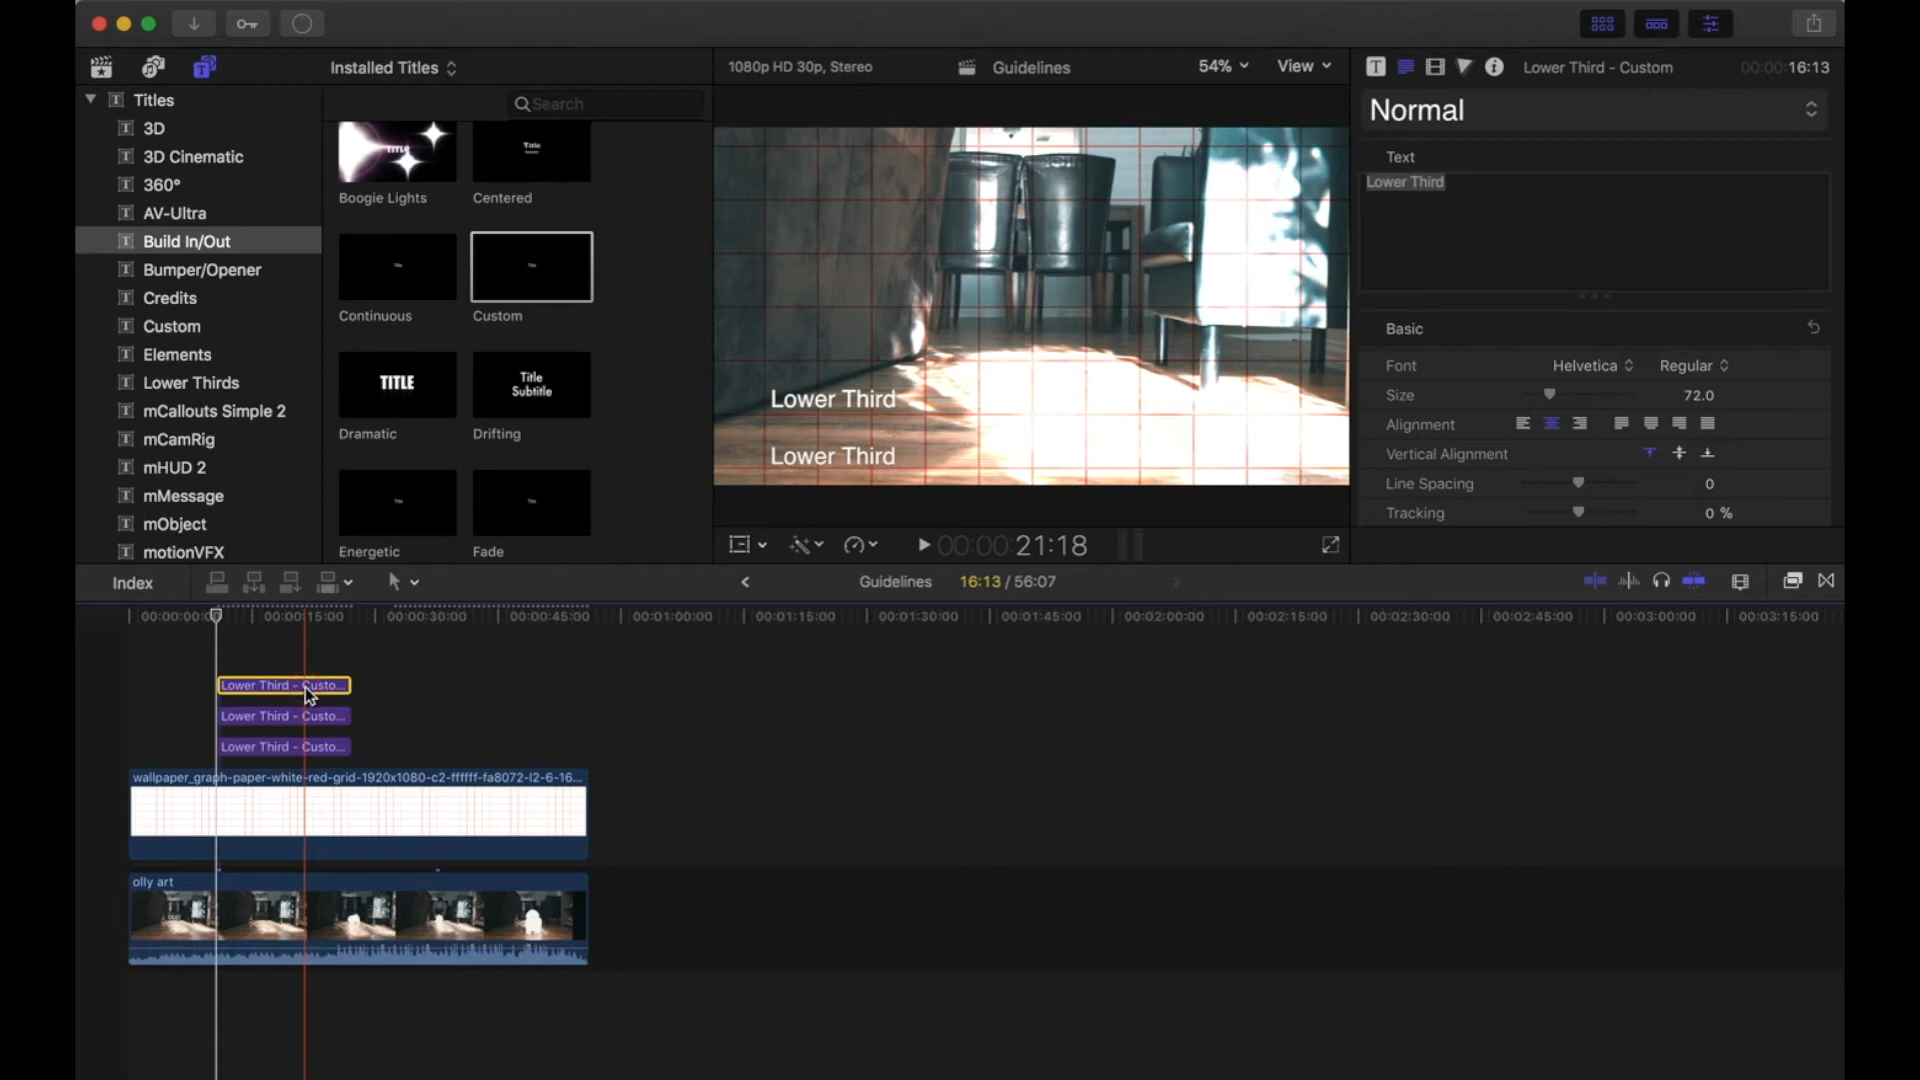 Installed Titles
1080p HD 30p, Stereo
Guidelines
54%
View
Lower Third - Custom
00:00:16:13
Titles
3D
3D Cinematic
360°
AV-Ultra
Build In/Out
Bumper/Opener
Credits
Custom
Elements
Lower Thirds
mCallouts Simple 2
mCamRig
mHUD 2
mMessage
mObject
motionVFX
Search
TITLE
Title
Boogie Lights
Centered
Title
Title
Continuous
Custom
TITLE
Title
Subtitle
Dramatic
Drifting
Title
Title
Energetic
Fade
Lower Third
Lower Third
00:00:21:18
Normal
Text
Lower Third
Basic
Font
Helvetica
Regular
Size
72.0
Alignment
Vertical Alignment
Line Spacing
0
Tracking
0 %
Index
Guidelines
16:13 / 56:07
00:00:00:00
00:00:15:00
00:00:30:00
00:00:45:00
00:01:00:00
00:01:15:00
00:01:30:00
00:01:45:00
00:02:00:00
00:02:15:00
00:02:30:00
00:02:45:00
00:03:00:00
00:03:15:00
Lower Third - Custo...
Lower Third - Custo...
Lower Third - Custo...
wallpaper_graph-paper-white-red-grid-1920x1080-c2-ffffff-fa8072-l2-6-16...
olly art